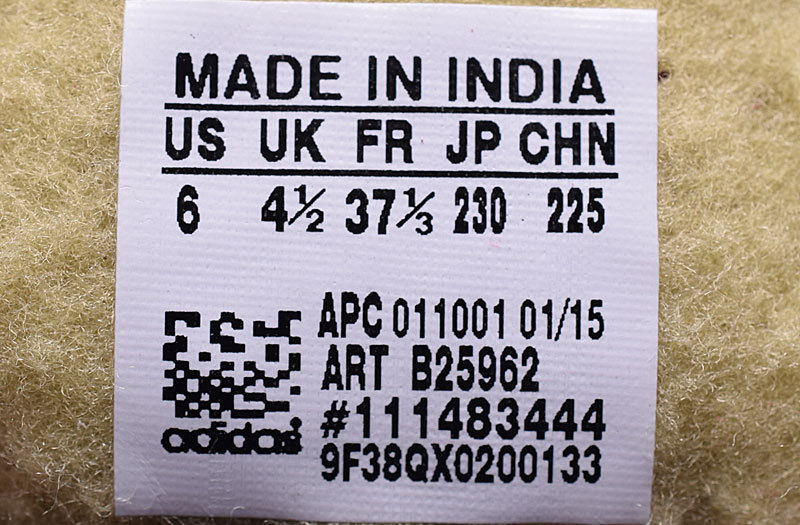 MADE IN INDIA
US UK FR JP CHN
6 4½ 37⅓ 230 225
APC 011001 01/15
ART B25962
#111483444
9F38QX0200133
adidas